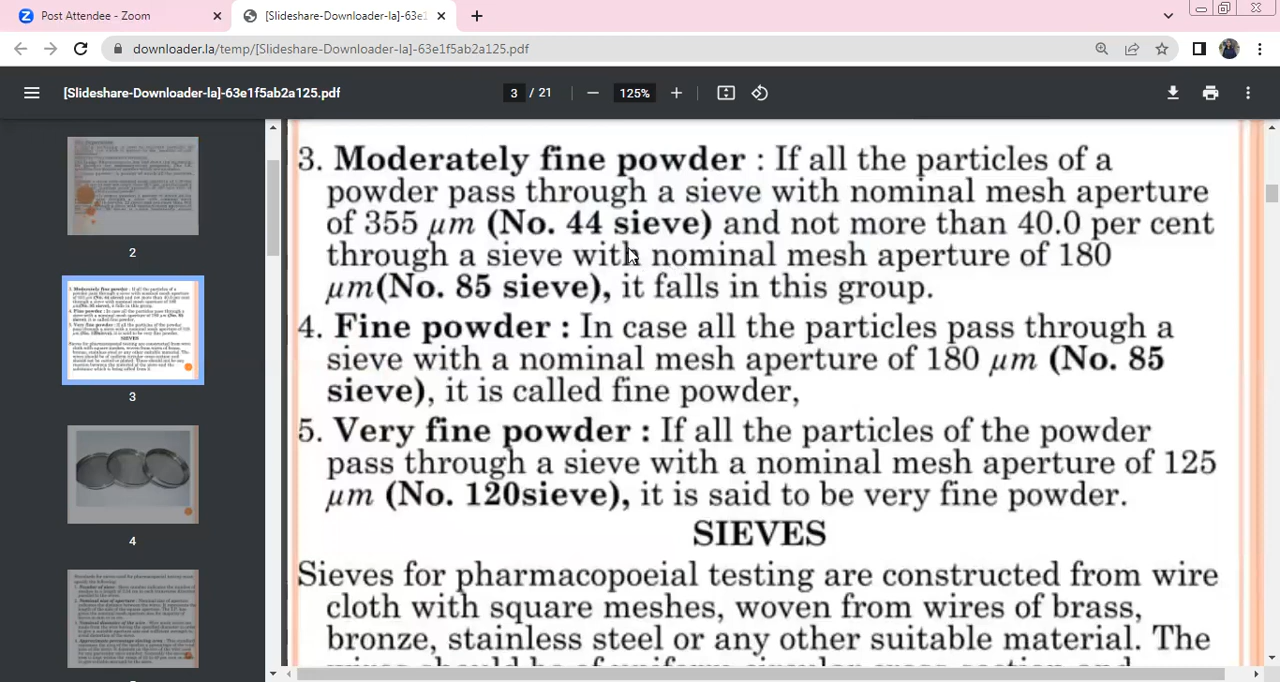 Post Attendee - Zoom
[Slideshare-Downloader-la]-63e1
downloader.la/temp/[Slideshare-Downloader-la]-63e1f5ab2a125.pdf
[Slideshare-Downloader-la]-63e1f5ab2a125.pdf
3 / 21
125%
2
3
4
3. Moderately fine powder : If all the particles of a
powder pass through a sieve with nominal mesh aperture
of 355 µm (No. 44 sieve) and not more than 40.0 per cent
through a sieve with nominal mesh aperture of 180
µm(No. 85 sieve), it falls in this group.
4. Fine powder : In case all the particles pass through a
sieve with a nominal mesh aperture of 180 µm (No. 85
sieve), it is called fine powder,
5. Very fine powder : If all the particles of the powder
pass through a sieve with a nominal mesh aperture of 125
µm (No. 120sieve), it is said to be very fine powder.
SIEVES
Sieves for pharmacopoeial testing are constructed from wire
cloth with square meshes, woven from wires of brass,
bronze, stainless steel or any other suitable material. The